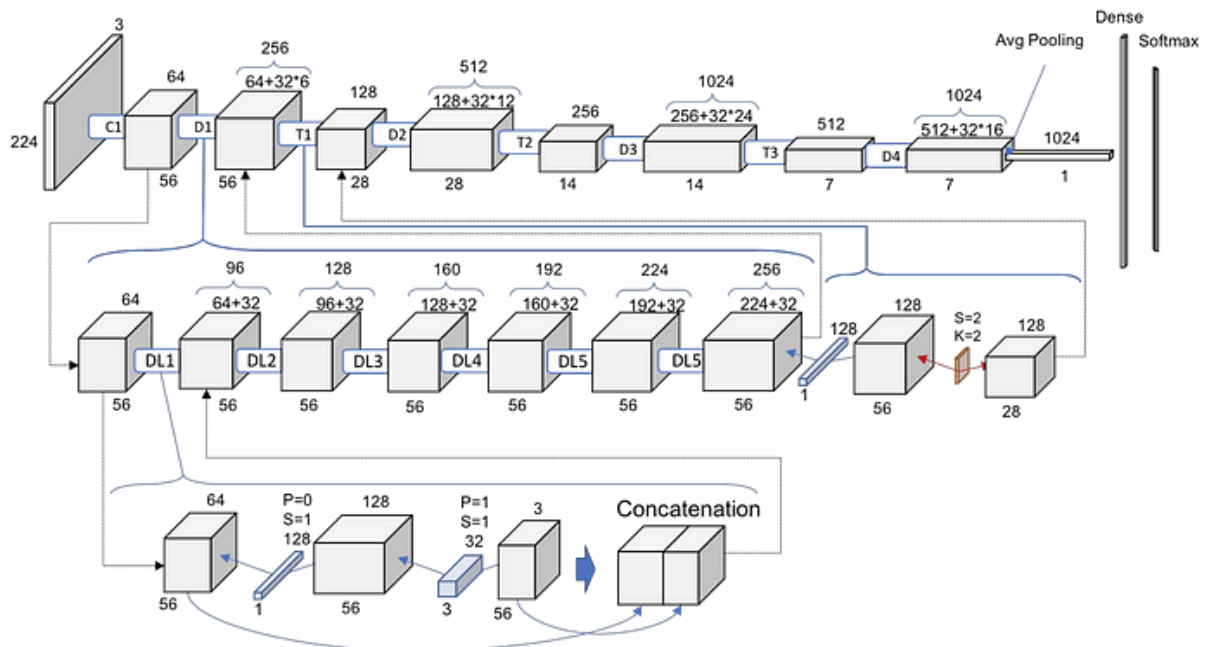 3
Dense
Softmax
Avg Pooling
64
256
64+32*6
128
512
128+32*12
256
1024
256+32*24
512
1024
512+32*16
1024
224
C1
D1
T1
D2
T2
D3
T3
D4
56
56
28
28
14
14
7
7
1
64
96
64+32
128
96+32
160
128+32
192
160+32
224
192+32
256
224+32
128
128
S=2
K=2
128
DL1
DL2
DL3
DL4
DL5
DL5
56
56
56
56
56
56
56
1
56
28
64
P=0
S=1
128
128
P=1
S=1
32
3
Concatenation
56
1
56
3
56